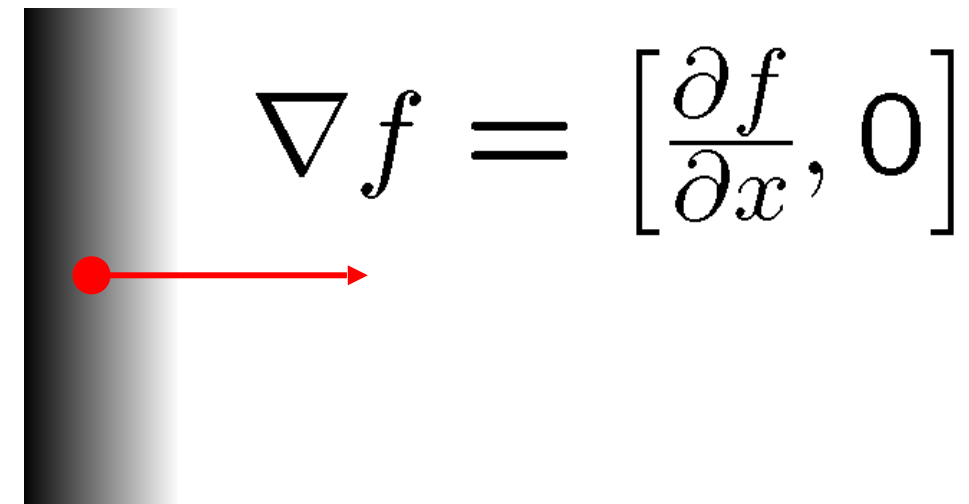 ∇f = [∂f/∂x, 0]